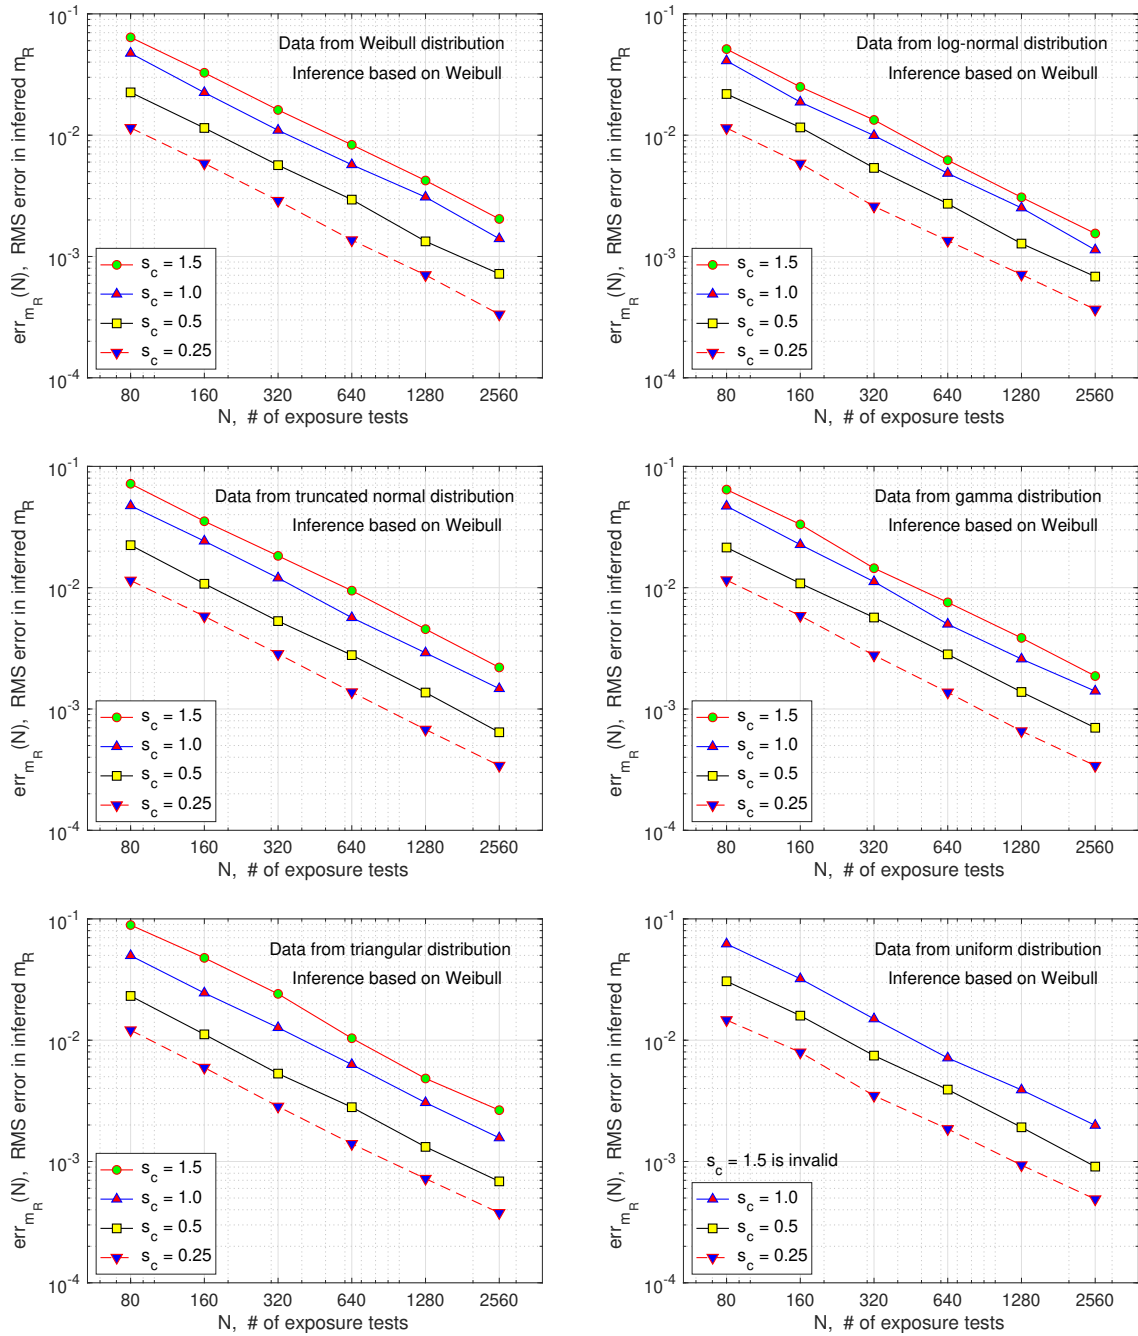 10^-1
10^-2
10^-3
10^-4
err_m_R (N), RMS error in inferred m_R
Data from Weibull distribution
Inference based on Weibull
s_c = 1.5
s_c = 1.0
s_c = 0.5
s_c = 0.25
80 160 320 640 1280 2560
N, # of exposure tests
10^-1
10^-2
10^-3
10^-4
err_m_R (N), RMS error in inferred m_R
Data from log-normal distribution
Inference based on Weibull
s_c = 1.5
s_c = 1.0
s_c = 0.5
s_c = 0.25
80 160 320 640 1280 2560
N, # of exposure tests
10^-1
10^-2
10^-3
10^-4
err_m_R (N), RMS error in inferred m_R
Data from truncated normal distribution
Inference based on Weibull
s_c = 1.5
s_c = 1.0
s_c = 0.5
s_c = 0.25
80 160 320 640 1280 2560
N, # of exposure tests
10^-1
10^-2
10^-3
10^-4
err_m_R (N), RMS error in inferred m_R
Data from gamma distribution
Inference based on Weibull
s_c = 1.5
s_c = 1.0
s_c = 0.5
s_c = 0.25
80 160 320 640 1280 2560
N, # of exposure tests
10^-1
10^-2
10^-3
10^-4
err_m_R (N), RMS error in inferred m_R
Data from triangular distribution
Inference based on Weibull
s_c = 1.5
s_c = 1.0
s_c = 0.5
s_c = 0.25
80 160 320 640 1280 2560
N, # of exposure tests
10^-1
10^-2
10^-3
10^-4
err_m_R (N), RMS error in inferred m_R
Data from uniform distribution
Inference based on Weibull
s_c = 1.5 is invalid
s_c = 1.0
s_c = 0.5
s_c = 0.25
80 160 320 640 1280 2560
N, # of exposure tests